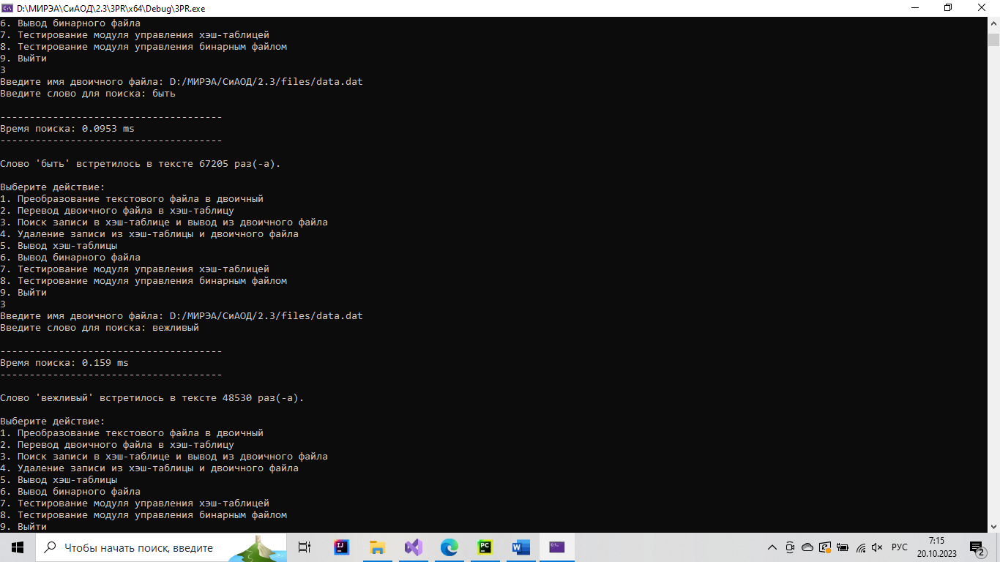 D:\МИРЭА\СиАОД\2.3\3PR\x64\Debug\3PR.exe
6. Вывод бинарного файла
7. Тестирование модуля управления хэш-таблицей
8. Тестирование модуля управления бинарным файлом
9. Выйти
3
Введите имя двоичного файла: D:/МИРЭА/СиАОД/2.3/files/data.dat
Введите слово для поиска: быть
--------------------------------------
Время поиска: 0.0953 ms
--------------------------------------
Слово 'быть' встретилось в тексте 67205 раз(-а).
Выберите действие:
1. Преобразование текстового файла в двоичный
2. Перевод двоичного файла в хэш-таблицу
3. Поиск записи в хэш-таблице и вывод из двоичного файла
4. Удаление записи из хэш-таблицы и двоичного файла
5. Вывод хэш-таблицы
6. Вывод бинарного файла
7. Тестирование модуля управления хэш-таблицей
8. Тестирование модуля управления бинарным файлом
9. Выйти
3
Введите имя двоичного файла: D:/МИРЭА/СиАОД/2.3/files/data.dat
Введите слово для поиска: вежливый
--------------------------------------
Время поиска: 0.159 ms
--------------------------------------
Слово 'вежливый' встретилось в тексте 48530 раз(-а).
Выберите действие:
1. Преобразование текстового файла в двоичный
2. Перевод двоичного файла в хэш-таблицу
3. Поиск записи в хэш-таблице и вывод из двоичного файла
4. Удаление записи из хэш-таблицы и двоичного файла
5. Вывод хэш-таблицы
6. Вывод бинарного файла
7. Тестирование модуля управления хэш-таблицей
8. Тестирование модуля управления бинарным файлом
9. Выйти
Чтобы начать поиск, введите
РУС
7:15
20.10.2023
2